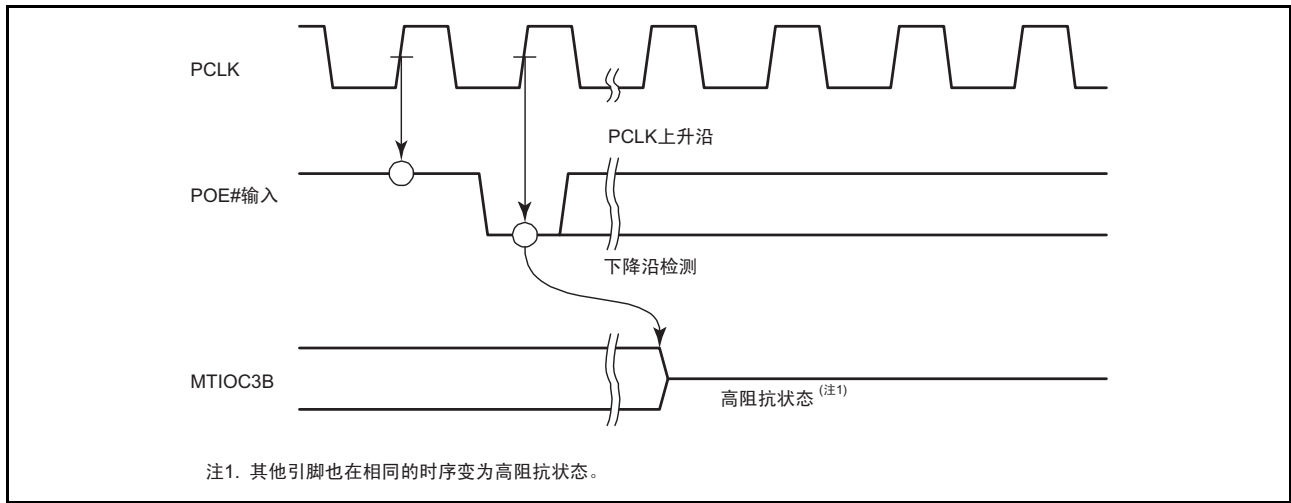 PCLK
PCLK上升沿
POE#输入
下降沿检测
MTIOC3B
高阻抗状态 (注1)
注1. 其他引脚也在相同的时序变为高阻抗状态。